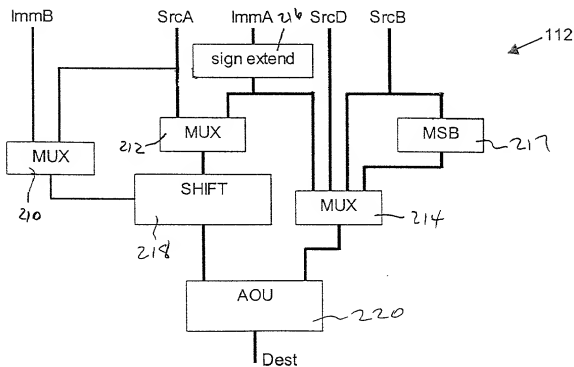 ImmB SrcA ImmA 216 SrcD SrcB
112
sign extend
212 MUX
MSB 217
MUX
210
SHIFT
218
MUX
214
AOU
220
Dest